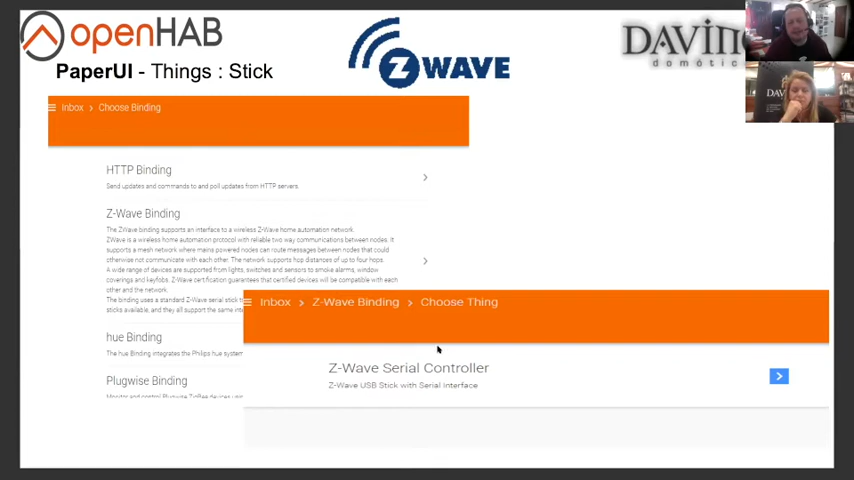 openHAB
Z WAVE
domótic
PaperUI - Things : Stick
Inbox > Choose Binding
HTTP Binding
Send updates and commands to and poll updates from HTTP servers.
Z-Wave Binding
The ZWave binding supports an interface to a wireless Z-Wave home automation network.
ZWave is a wireless home automation protocol with reliable two way communications between nodes. It
supports a mesh network where mains powered nodes can route messages between nodes that could
otherwise not communicate with each other. The network supports hop distances of up to four hops
A wide range of devices are supported from lights, switches and sensors to smoke alarms, window
coverings and keyfobs. Z-Wave certification guarantees that certified devices will be compatible with each
other and the network.
The binding uses a standard Z-Wave serial stick
sticks available, and they all support the same
hue Binding
The hue Binding integrates the Philips hue system
Plugwise Binding
Monitor and control Plugwise ZigBee devices
Inbox > Z-Wave Binding > Choose Thing
Z-Wave Serial Controller
Z-Wave USB Stick with Serial Interface